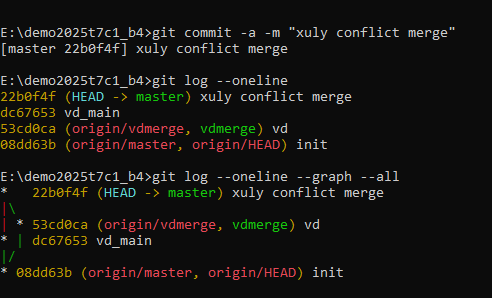 E:\demo2025t7c1_b4>git commit -a -m "xuly conflict merge"
[master 22b0f4f] xuly conflict merge
E:\demo2025t7c1_b4>git log --oneline
22b0f4f (HEAD -> master) xuly conflict merge
dc67653 vd_main
53cd0ca (origin/vdmerge, vdmerge) vd
08dd63b (origin/master, origin/HEAD) init
E:\demo2025t7c1_b4>git log --oneline --graph --all
*   22b0f4f (HEAD -> master) xuly conflict merge
|\
| * 53cd0ca (origin/vdmerge, vdmerge) vd
* | dc67653 vd_main
|/
* 08dd63b (origin/master, origin/HEAD) init